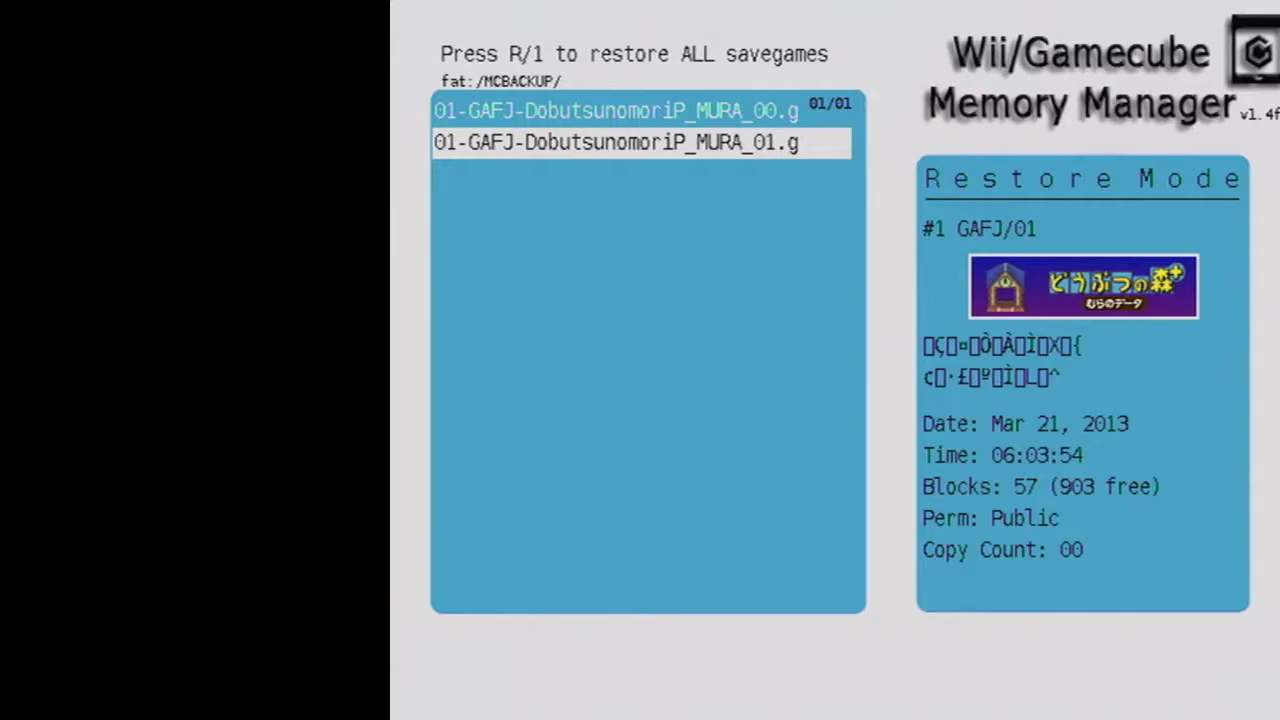 Press R/1 to restore ALL savegames
fat:/MCBACKUP/
01-GAFJ-DobutsunomoriP_MURA_00.g
01/01
01-GAFJ-DobutsunomoriP_MURA_01.g
Wii/Gamecube
Memory Manager
v1.4f
Restore Mode
#1 GAFJ/01
どうぶつの森+
むらのデータ
▯Ç▯¤▯Ò▯À▯Ì▯X▯{
¢▯·£▯º▯Ì▯L▯^
Date: Mar 21, 2013
Time: 06:03:54
Blocks: 57 (903 free)
Perm: Public
Copy Count: 00